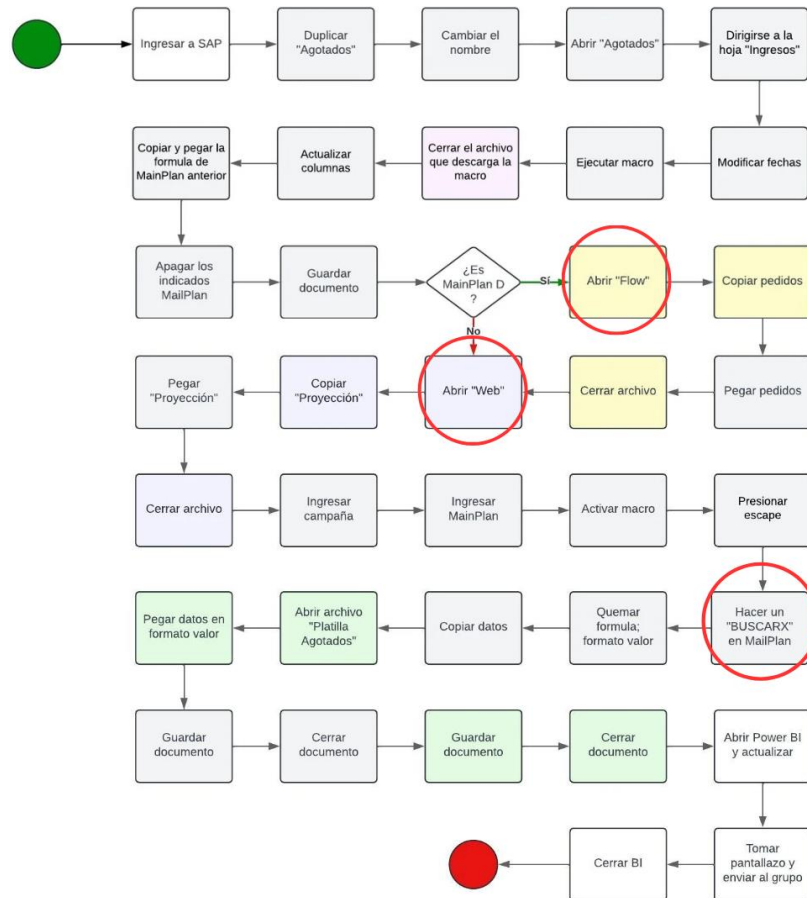 Ingresar a SAP
Duplicar
"Agotados"
Cambiar el
nombre
Abrir "Agotados"
Dirigirse a la
hoja "Ingresos"
Modificar fechas
Ejecutar macro
Cerrar el archivo
que descarga la
macro
Actualizar
columnas
Copiar y pegar la
formula de
MainPlan anterior
Apagar los
indicados
MailPlan
Guardar
documento
¿Es
MainPlan D
?
Sí
No
Abrir "Flow"
Copiar pedidos
Pegar pedidos
Cerrar archivo
Abrir "Web"
Copiar
"Proyección"
Pegar
"Proyección"
Cerrar archivo
Ingresar
campaña
Ingresar
MainPlan
Activar macro
Presionar
escape
Hacer un
"BUSCARX"
en MailPlan
Quemar
formula;
formato valor
Copiar datos
Abrir archivo
"Platilla
Agotados"
Pegar datos en
formato valor
Guardar
documento
Cerrar
documento
Guardar
documento
Cerrar
documento
Abrir Power BI
y actualizar
Tomar
pantallazo y
enviar al grupo
Cerrar BI